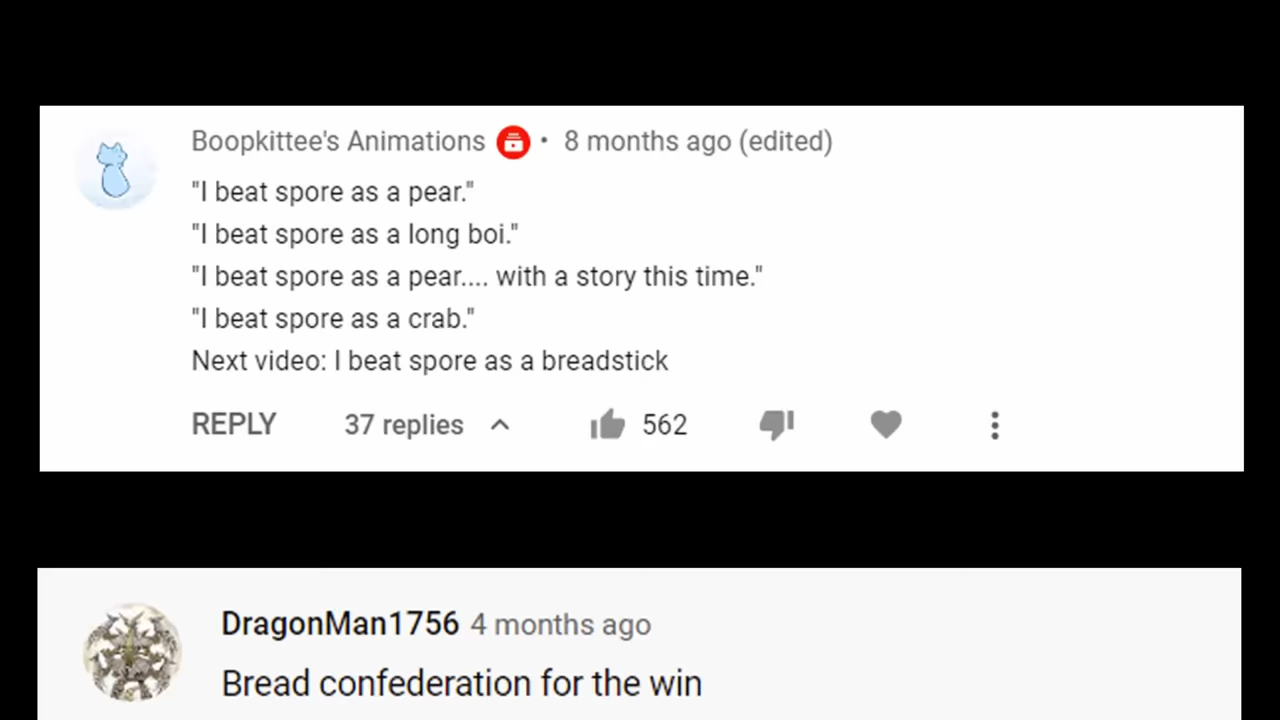 Boopkittee's Animations • 8 months ago (edited)
"I beat spore as a pear."
"I beat spore as a long boi."
"I beat spore as a pear.... with a story this time."
"I beat spore as a crab."
Next video: I beat spore as a breadstick
REPLY 37 replies 562
DragonMan1756 4 months ago
Bread confederation for the win